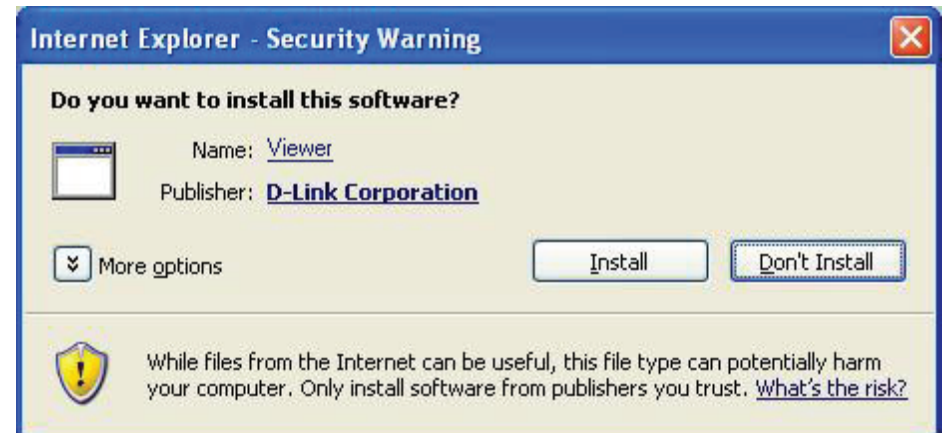 Internet Explorer - Security Warning
Do you want to install this software?
Name: Viewer
Publisher: D-Link Corporation
More options
Install
Don't Install
While files from the Internet can be useful, this file type can potentially harm
your computer. Only install software from publishers you trust. What's the risk?